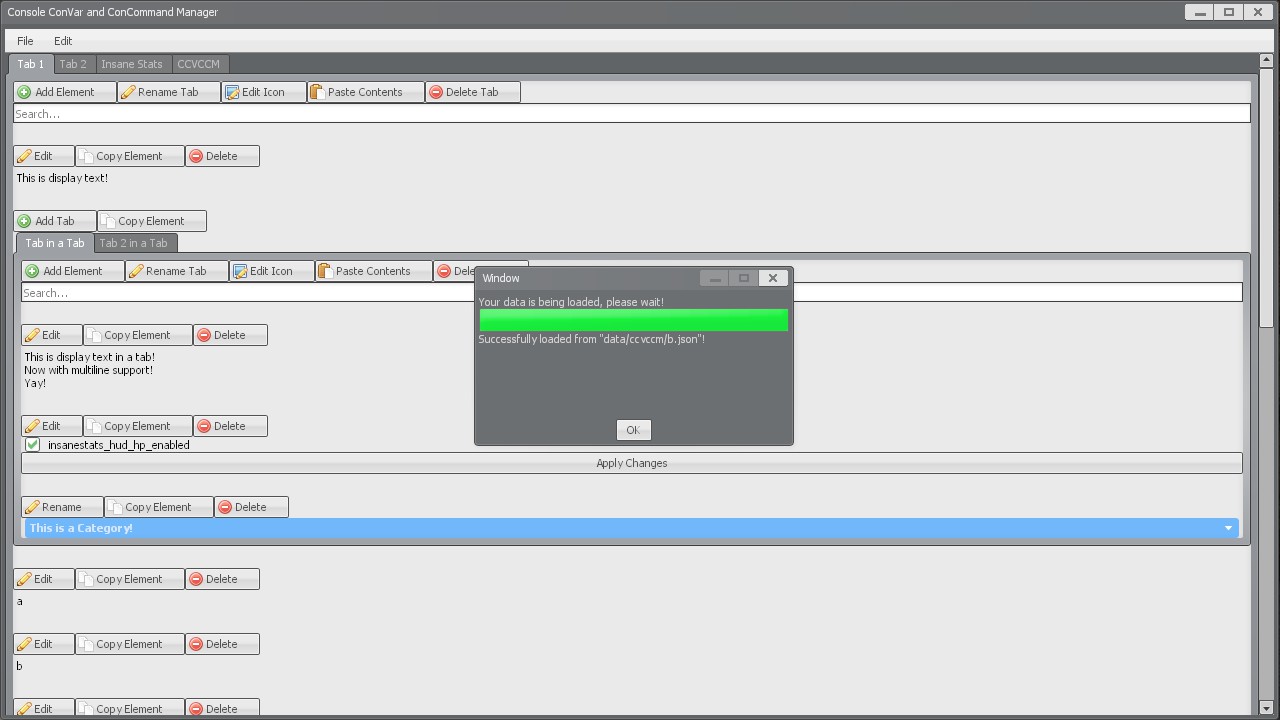 Console ConVar and ConCommand Manager
File Edit
Tab 1 Tab 2 Insane Stats CCVCCM
Add Element Rename Tab Edit Icon Paste Contents Delete Tab
Search...
Edit Copy Element Delete
This is display text!
Add Tab Copy Element
Tab in a Tab Tab 2 in a Tab
Add Element Rename Tab Edit Icon Paste Contents
Search...
Window
Your data is being loaded, please wait!
Successfully loaded from "data/ccvccm/b.json"!
OK
Edit Copy Element Delete
This is display text in a tab!
Now with multiline support!
Yay!
Edit Copy Element Delete
insanestats_hud_hp_enabled
Apply Changes
Rename Copy Element Delete
This is a Category!
Edit Copy Element Delete
a
Edit Copy Element Delete
b
Edit Copy Element Delete